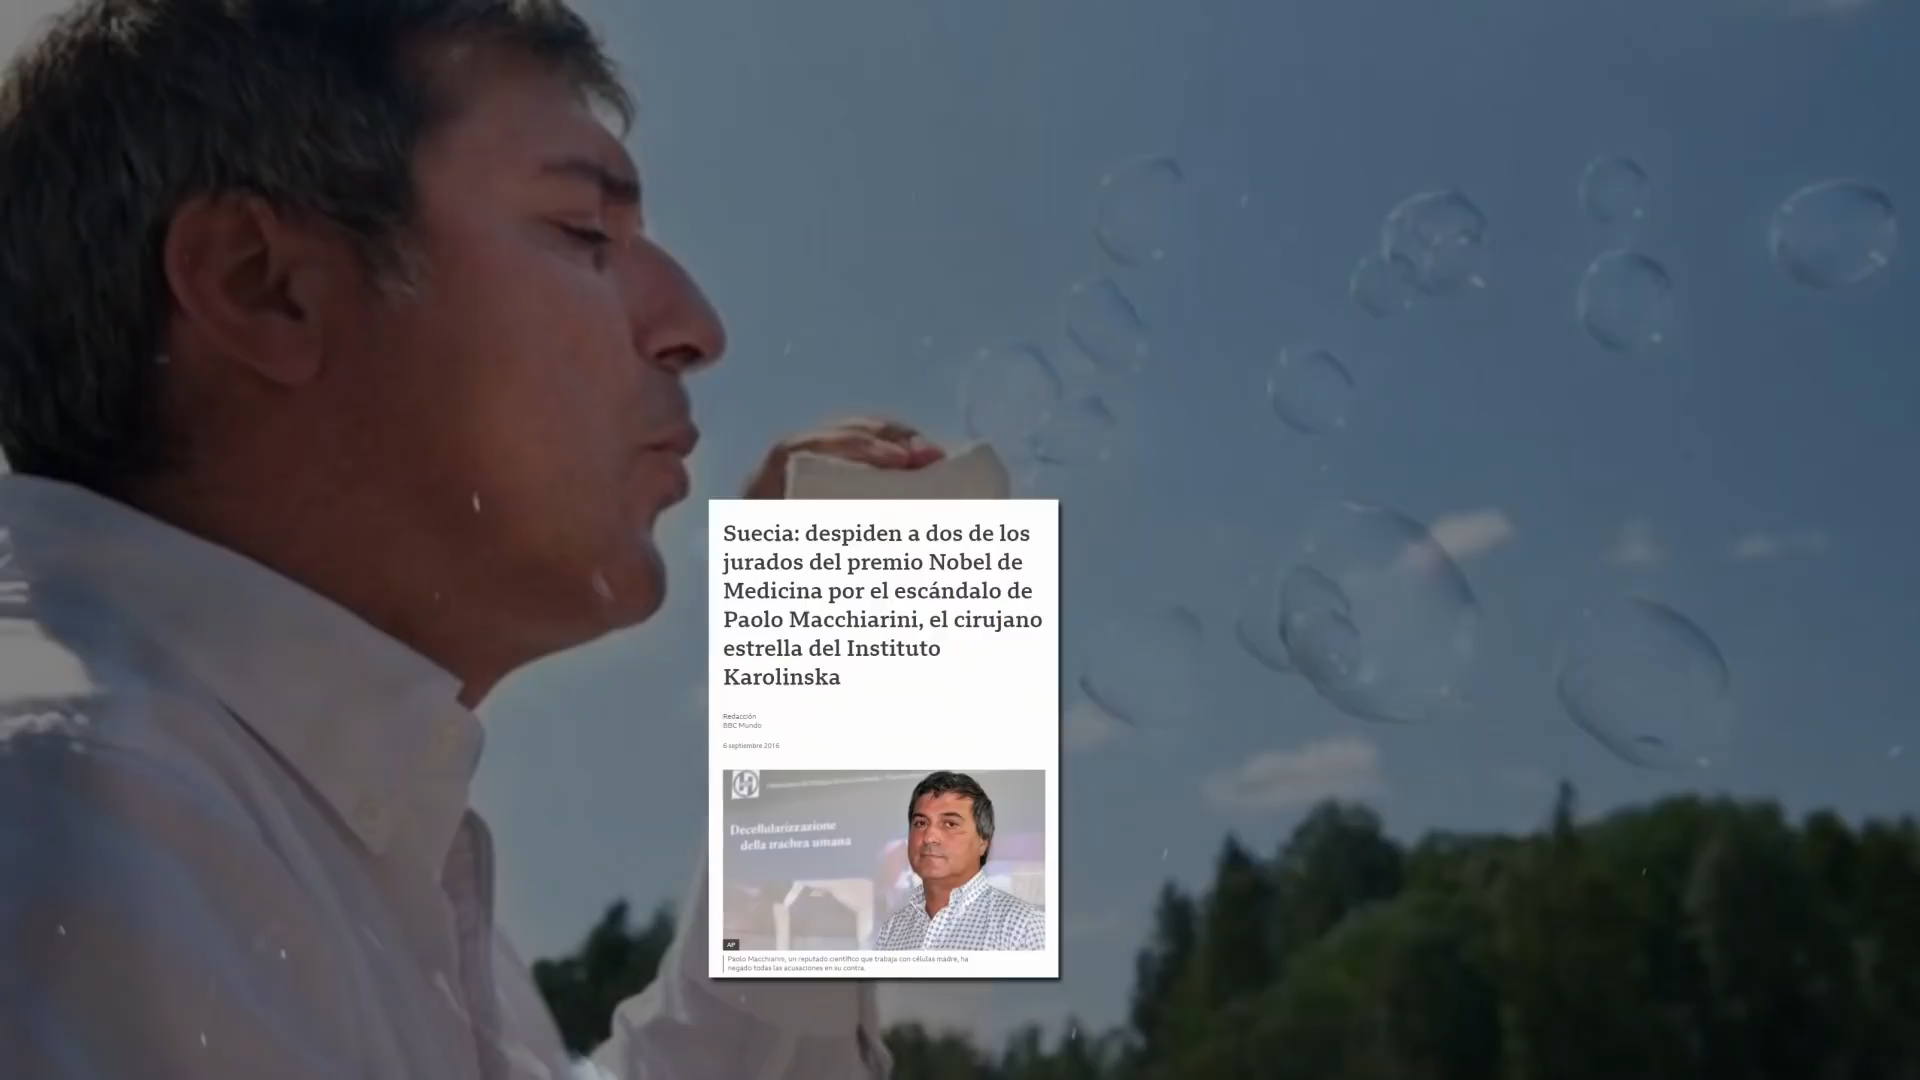 Suecia: despiden a dos de los
jurados del premio Nobel de
Medicina por el escándalo de
Paolo Macchiarini, el cirujano
estrella del Instituto
Karolinska
Redacción
BBC Mundo
6 septiembre 2016
Decellularizzazione
della trachea umana
AP
Paolo Macchiarini, un reputado científico que trabaja con células madre, ha
negado todas las acusaciones en su contra.